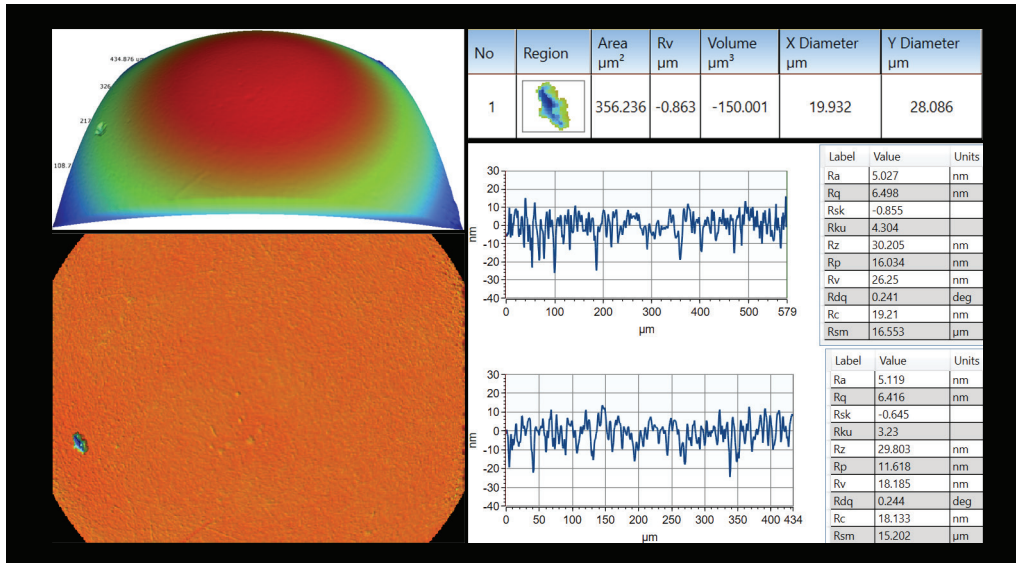 434.876 µm
326
217
108.7
No Region Area µm² Rv µm Volume µm³ X Diameter µm Y Diameter µm
1 356.236 -0.863 -150.001 19.932 28.086
30
20
10
0
-10
-20
-30
-40
nm
0 100 200 300 400 500 579
µm
Label Value Units
Ra 5.027 nm
Rq 6.498 nm
Rsk -0.855
Rku 4.304
Rz 30.205 nm
Rp 16.034 nm
Rv 26.25 nm
Rdq 0.241 deg
Rc 19.21 nm
Rsm 16.553 µm
30
20
10
0
-10
-20
-30
-40
nm
0 50 100 150 200 250 300 350 400 434
µm
Label Value Units
Ra 5.119 nm
Rq 6.416 nm
Rsk -0.645
Rku 3.23
Rz 29.803 nm
Rp 11.618 nm
Rv 18.185 nm
Rdq 0.244 deg
Rc 18.133 nm
Rsm 15.202 µm